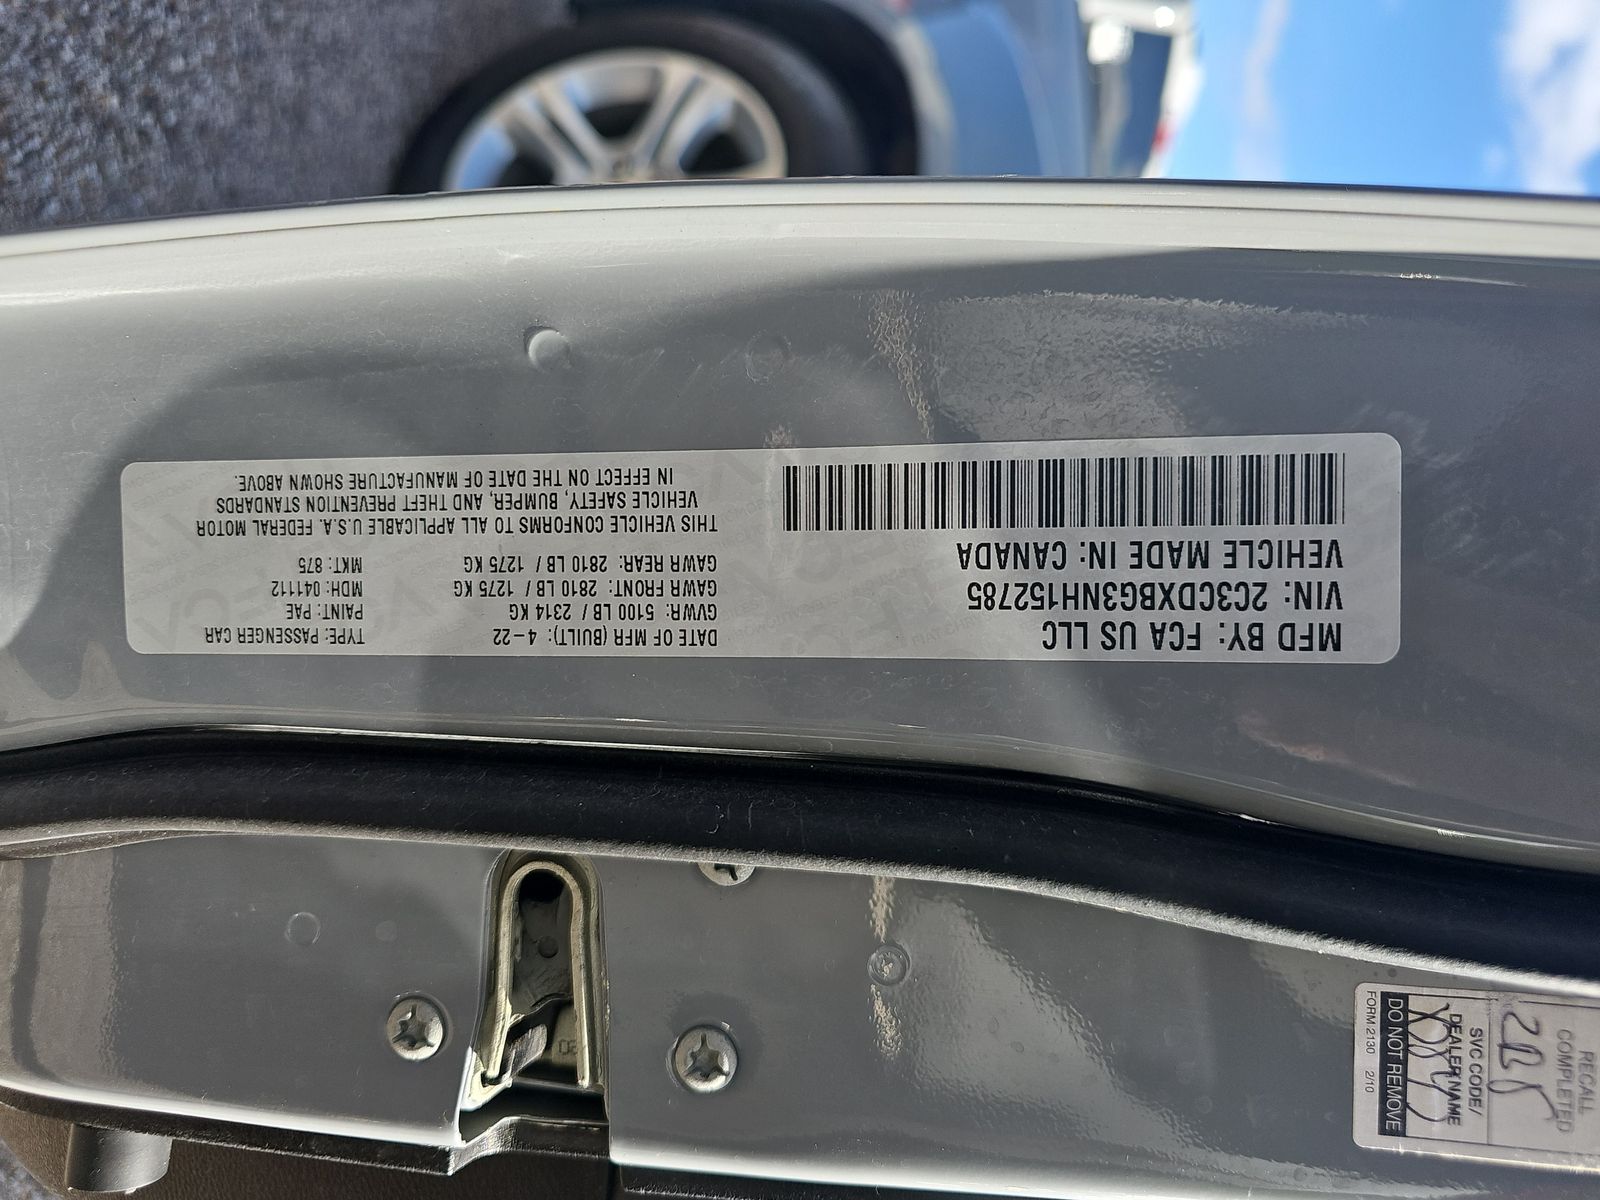 MFD BY: FCA US LLC
VIN: 2C3CDXBG3NH152785
VEHICLE MADE IN: CANADA
DATE OF MFR (BUILT): 4-22 TYPE: PASSENGER CAR
GVWR: 5100 LB / 2314 KG PAINT: PAE
GAWR FRONT: 2810 LB / 1275 KG MDH: 041112
GAWR REAR: 2810 LB / 1275 KG MKT: 875
THIS VEHICLE CONFORMS TO ALL APPLICABLE U.S.A. FEDERAL MOTOR
VEHICLE SAFETY, BUMPER, AND THEFT PREVENTION STANDARDS
IN EFFECT ON THE DATE OF MANUFACTURE SHOWN ABOVE.
RECALL
COMPLETED
SVC CODE/
DEALER NAME
DO NOT REMOVE
FORM 2130 2/10